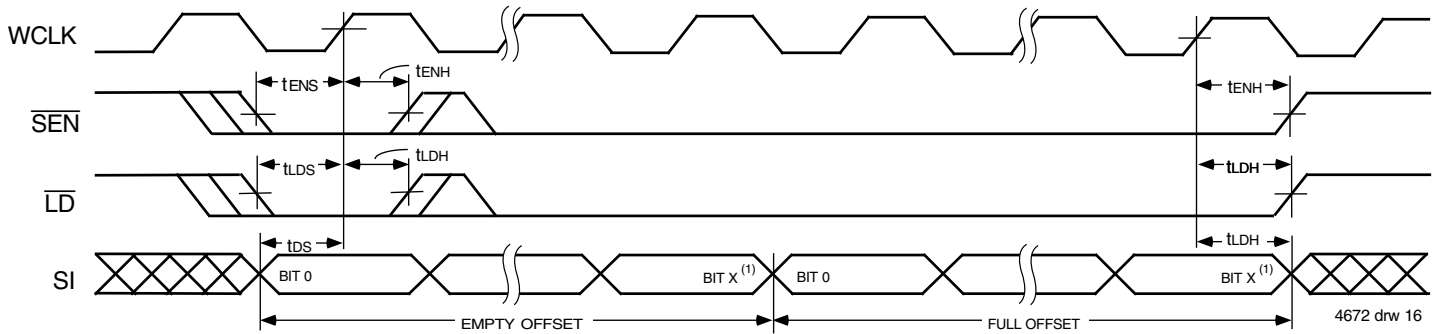 WCLK
tENS
tENH
SEN
tENH
tLDS
tLDH
LD
tLDH
tDS
tLDH
SI
BIT 0
BIT X (1)
BIT 0
BIT X (1)
EMPTY OFFSET
FULL OFFSET
4672 drw 16